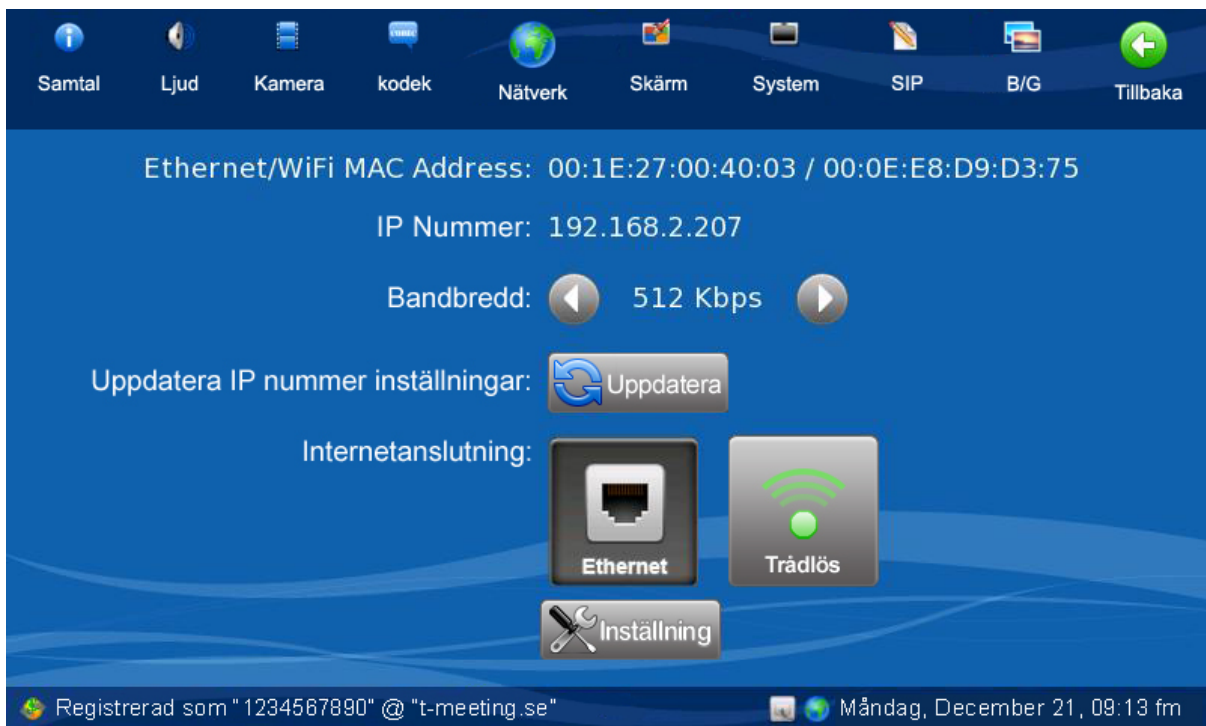 Samtal Ljud Kamera kodek Nätverk Skärm System SIP B/G Tillbaka
Ethernet/WiFi MAC Address: 00:1E:27:00:40:03 / 00:0E:E8:D9:D3:75
IP Nummer: 192.168.2.207
Bandbredd: 512 Kbps
Uppdatera IP nummer inställningar: Uppdatera
Internetanslutning:
Ethernet Trådlös
Inställning
Registrerad som "1234567890" @ "t-meeting.se" Måndag, December 21, 09:13 fm